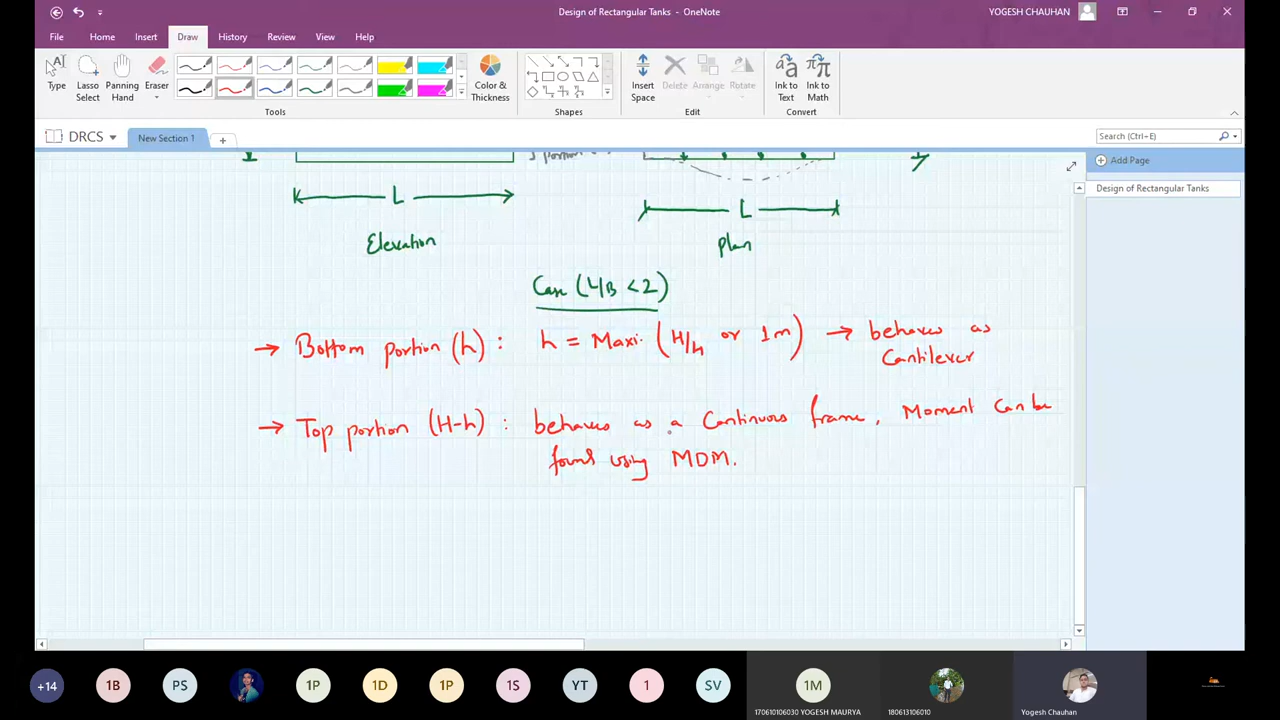 Design of Rectangular Tanks - OneNote
YOGESH CHAUHAN
File Home Insert Draw History Review View Help
Type
Lasso Select
Panning Hand
Eraser
Color & Thickness
Insert Space
Delete
Arrange
Rotate
Ink to Text
Ink to Math
Tools
Shapes
Edit
Convert
DRCS
New Section 1
Search (Ctrl+E)
Add Page
Design of Rectangular Tanks
L
L
Elevation
plan
Case (L/B < 2)
→ Bottom portion (h) : h = Maxi. (H/h or 1m) → behaves as
Cantilever
→ Top portion (H-h) : behaves as a Continuous frame, Moment can be
found using MDM.
+14
1B
PS
1P
1D
1P
1S
YT
1
SV
1M
170610106030 YOGESH MAURYA
180613106010
Yogesh Chauhan